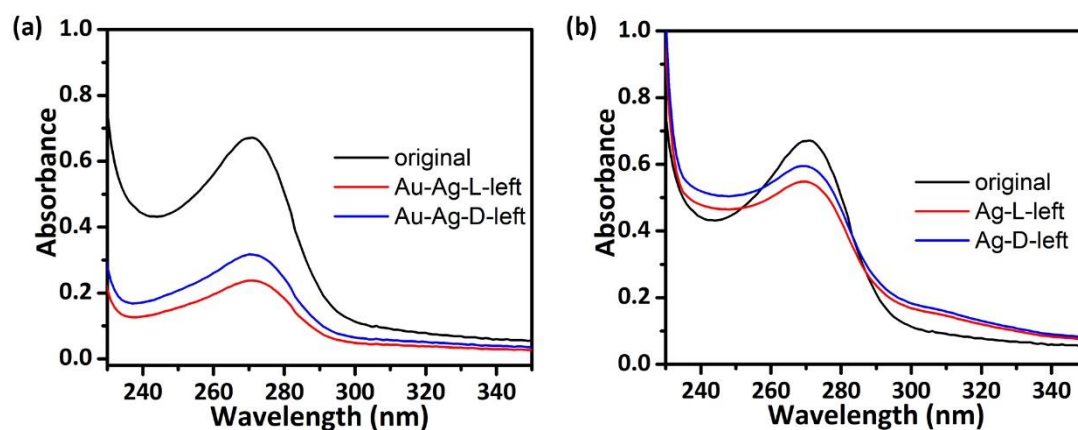 (a)
1.0
0.8
0.6
0.4
0.2
0.0
Absorbance
original
Au-Ag-L-left
Au-Ag-D-left
240 260 280 300 320 340
Wavelength (nm)
(b)
1.0
0.8
0.6
0.4
0.2
0.0
Absorbance
original
Ag-L-left
Ag-D-left
240 260 280 300 320 340
Wavelength (nm)